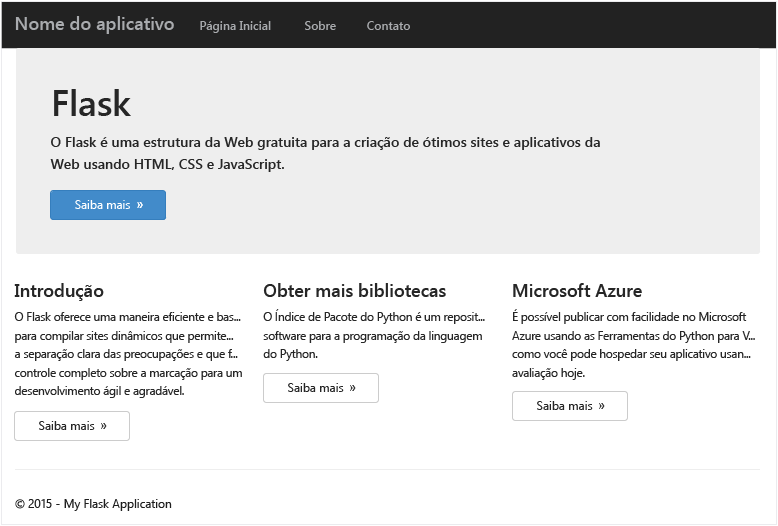 Nome do aplicativo Página Inicial Sobre Contato
Flask
O Flask é uma estrutura da Web gratuita para a criação de ótimos sites e aplicativos da
Web usando HTML, CSS e JavaScript.
Saiba mais »
Introdução
O Flask oferece uma maneira eficiente e bas...
para compilar sites dinâmicos que permite...
a separação clara das preocupações e que f...
controle completo sobre a marcação para um
desenvolvimento ágil e agradável.
Saiba mais »
Obter mais bibliotecas
O Índice de Pacote do Python é um reposit...
software para a programação da linguagem
do Python.
Saiba mais »
Microsoft Azure
É possível publicar com facilidade no Microsoft
Azure usando as Ferramentas do Python para V...
como você pode hospedar seu aplicativo usan...
avaliação hoje.
Saiba mais »
© 2015 - My Flask Application